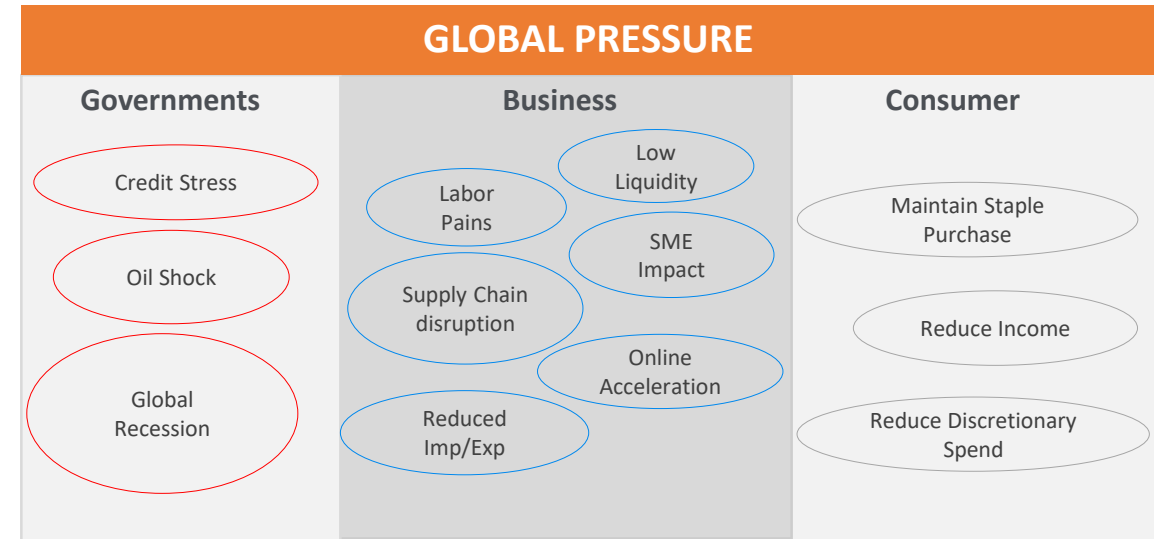 GLOBAL PRESSURE
Governments
Credit Stress
Oil Shock
Global
Recession
Business
Low
Liquidity
Labor
Pains
SME
Impact
Supply Chain
disruption
Online
Acceleration
Reduced
Imp/Exp
Consumer
Maintain Staple
Purchase
Reduce Income
Reduce Discretionary
Spend